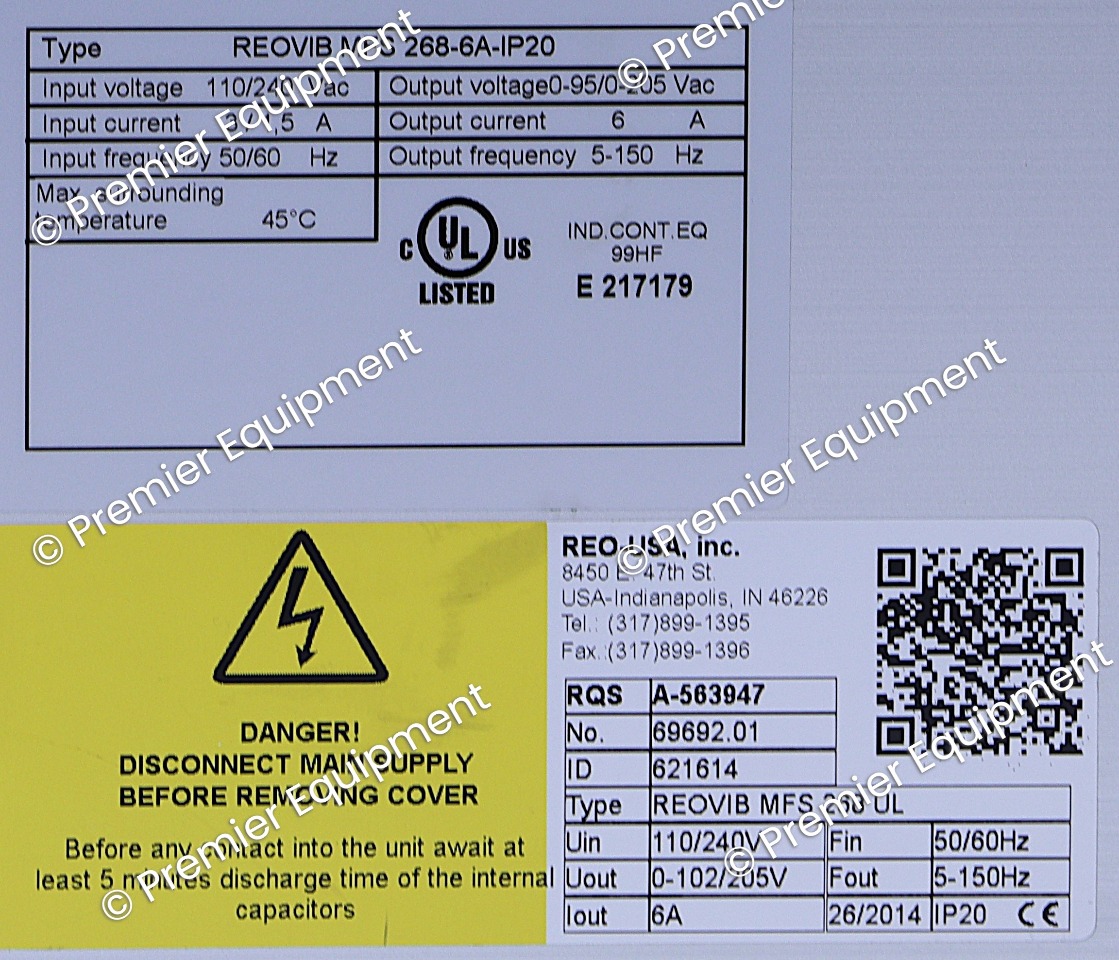 Type REOVIB MFS 268-6A-IP20
Input voltage 110/240 Vac Output voltage0-95/0-205 Vac
Input current A Output current 6 A
Input frequency 50/60 Hz Output frequency 5-150 Hz
Max. surrounding
temperature 45°C
C UL US
LISTED
IND.CONT.EQ
99HF
E 217179
DANGER!
DISCONNECT MAIN SUPPLY
BEFORE REMOVING COVER
Before any contact into the unit await at
least 5 minutes discharge time of the internal
capacitors
REO-USA, inc.
8450 E. 47th St.
USA-Indianapolis, IN 46226
Tel.: (317)899-1395
Fax.:(317)899-1396
RQS A-563947
No. 69692.01
ID 621614
Type REOVIB MFS 268 UL
Uin 110/240V Fin 50/60Hz
Uout 0-102/205V Fout 5-150Hz
Iout 6A 26/2014 IP20 CE
© Premier Equipment
© Premier
© Premier Equipment
© Premier Equipment
© Premier Equipment
© Premier Equipment